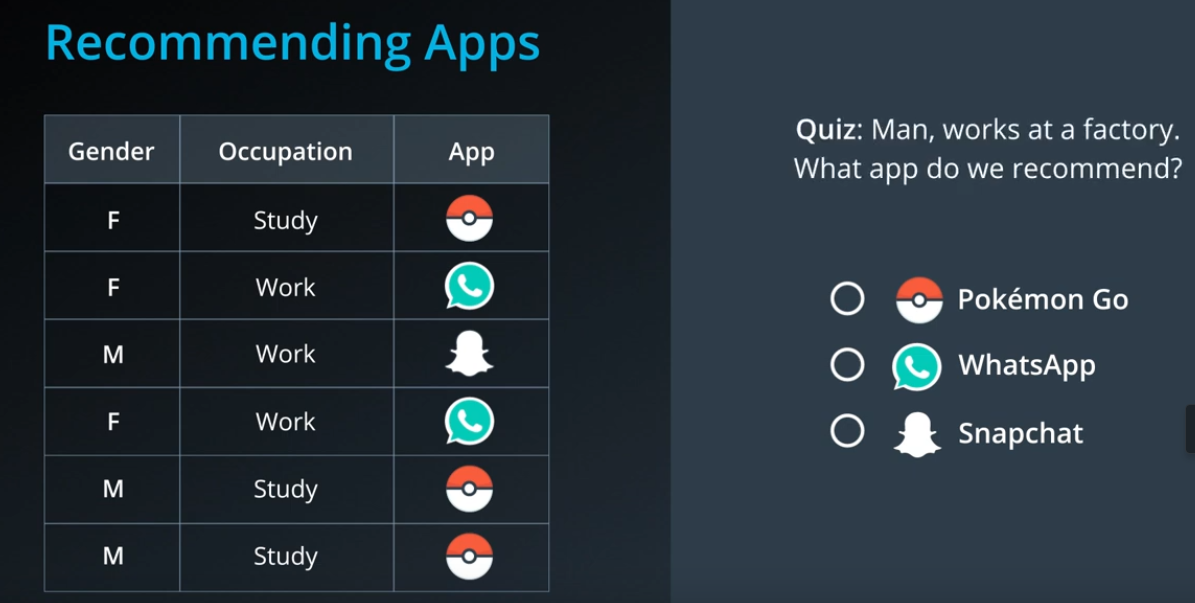 Recommending Apps
Gender Occupation App
F Study
F Work
M Work
F Work
M Study
M Study
Quiz: Man, works at a factory.
What app do we recommend?
Pokémon Go
WhatsApp
Snapchat